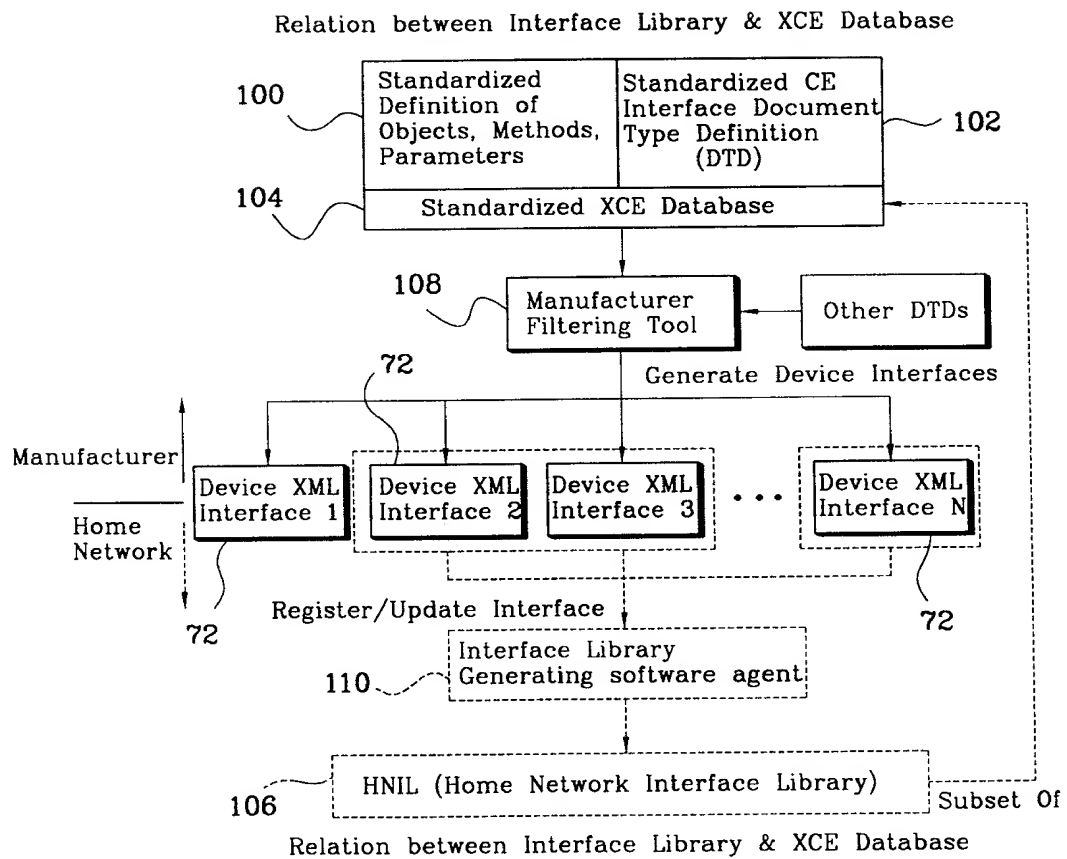 Relation between Interface Library & XCE Database
100
Standardized
Definition of
Objects, Methods,
Parameters
Standardized CE
Interface Document
Type Definition
(DTD)
102
104
Standardized XCE Database
108
Manufacturer
Filtering Tool
Other DTDs
72
Generate Device Interfaces
Manufacturer
Home
Network
Device XML
Interface 1
Device XML
Interface 2
Device XML
Interface 3
Device XML
Interface N
72
Register/Update Interface
72
Interface Library
Generating software agent
110
HNIL (Home Network Interface Library)
106
Subset Of
Relation between Interface Library & XCE Database